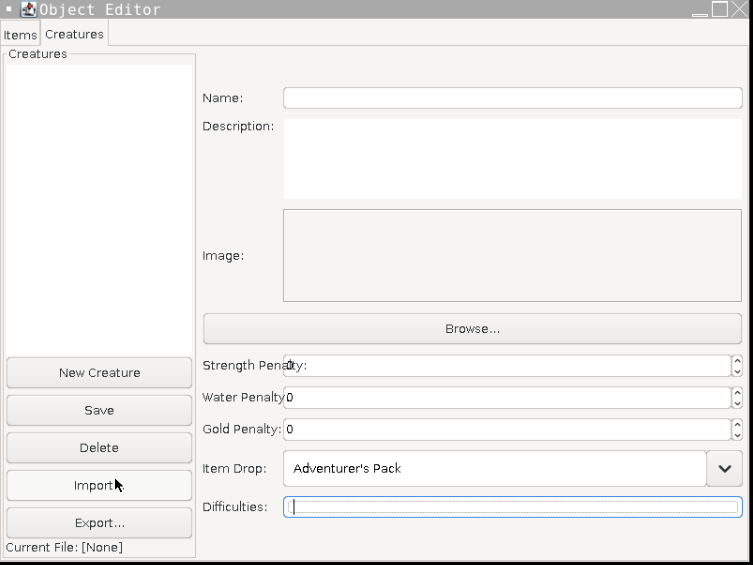 Object Editor
Items
Creatures
Creatures
Name:
Description:
Image:
Browse...
New Creature
Strength Penalty:
0
Save
Water Penalty:
0
Delete
Gold Penalty:
0
Import...
Item Drop:
Adventurer's Pack
Export...
Difficulties:
Current File: [None]